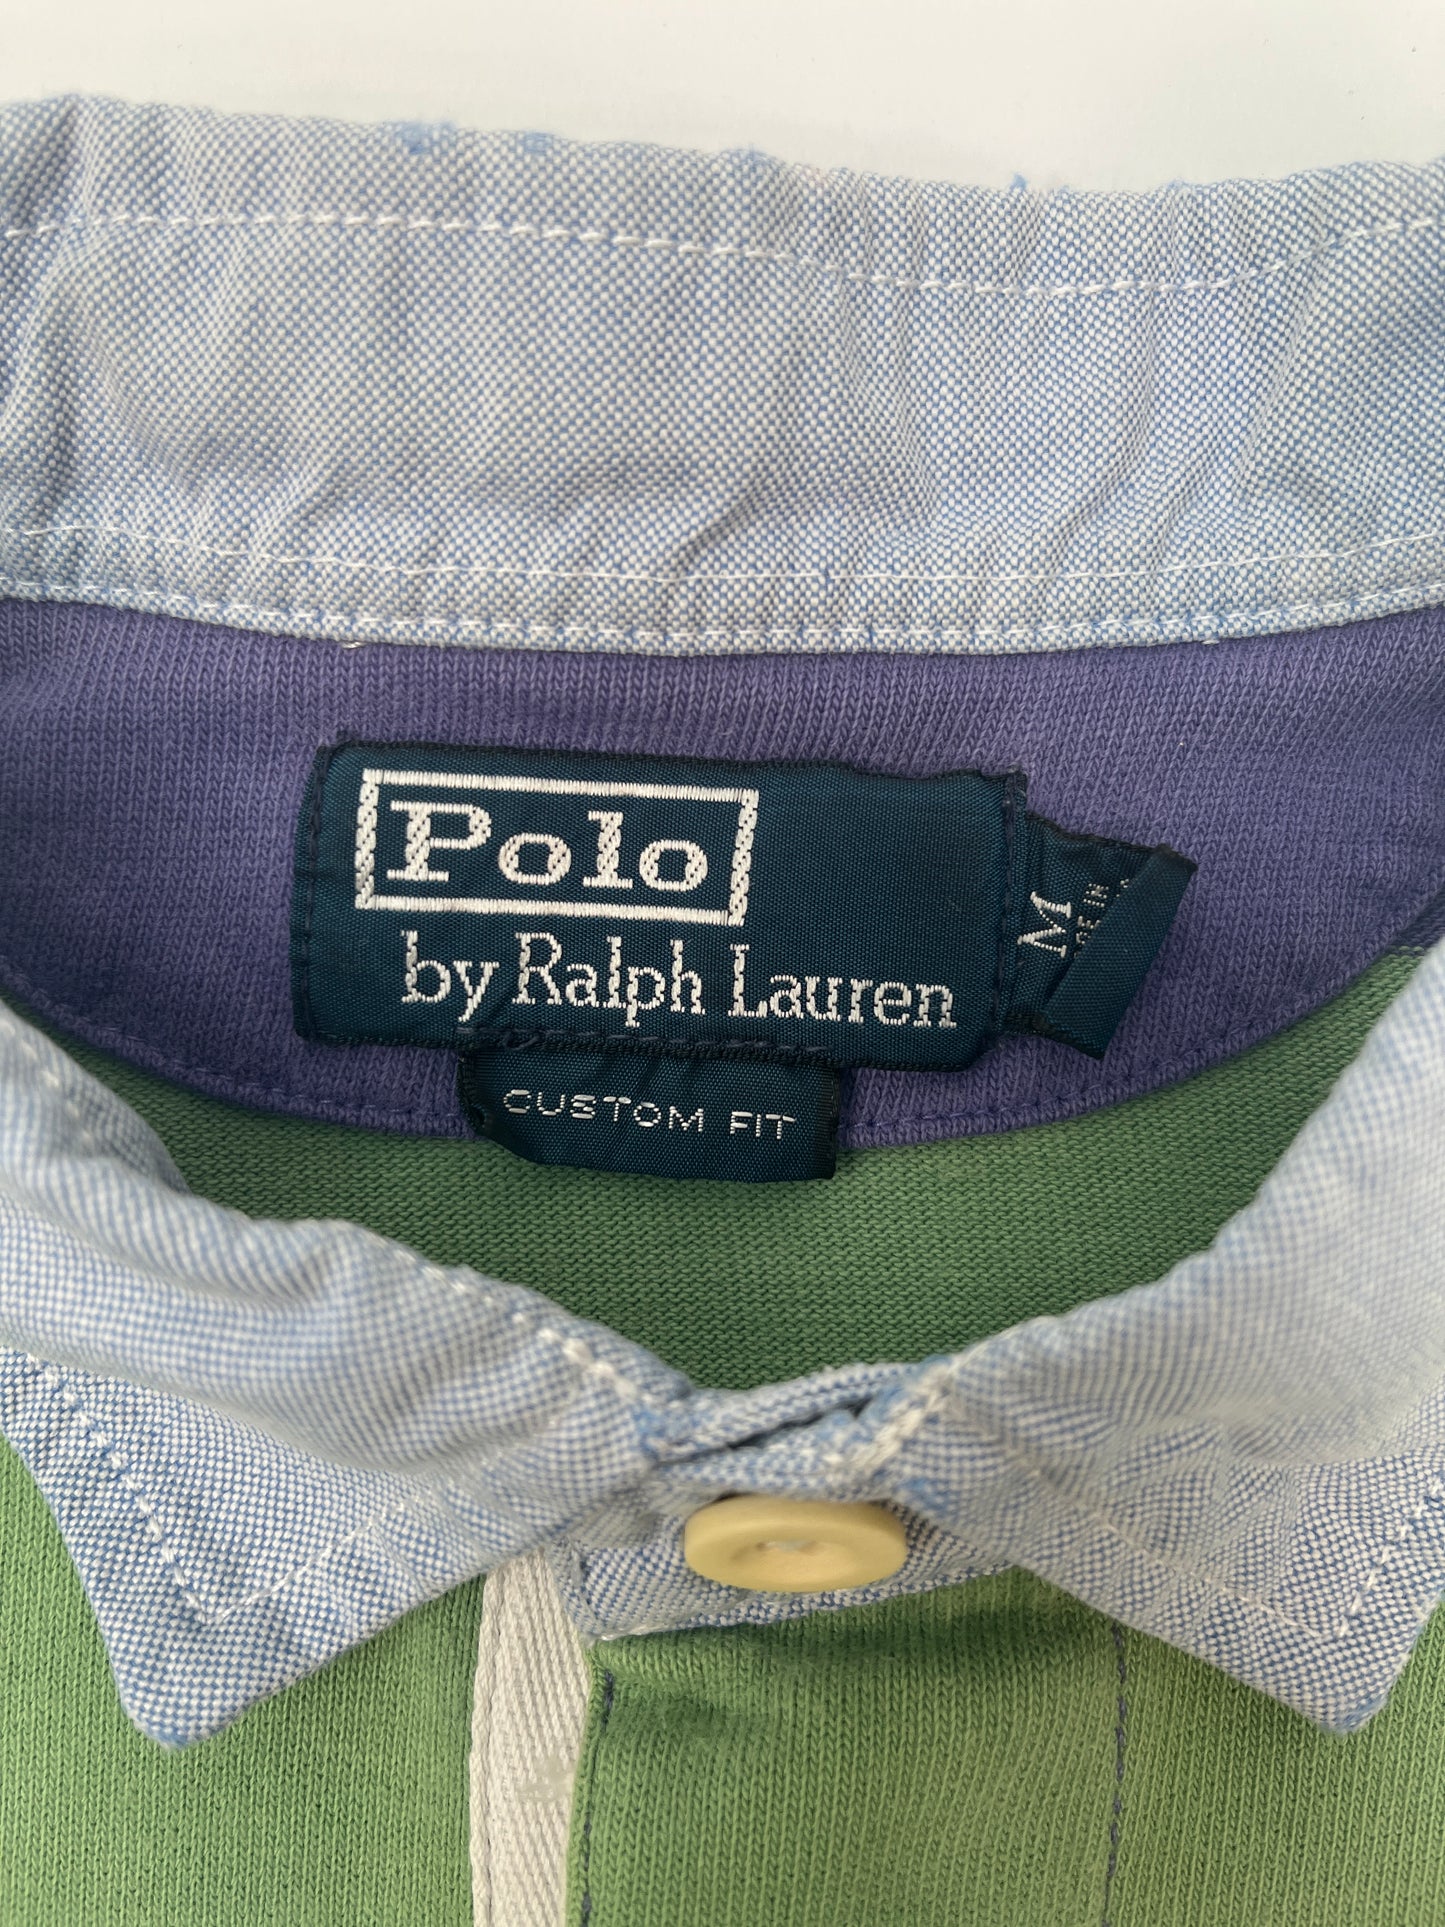 Polo
by Ralph Lauren
M
CUSTOM FIT